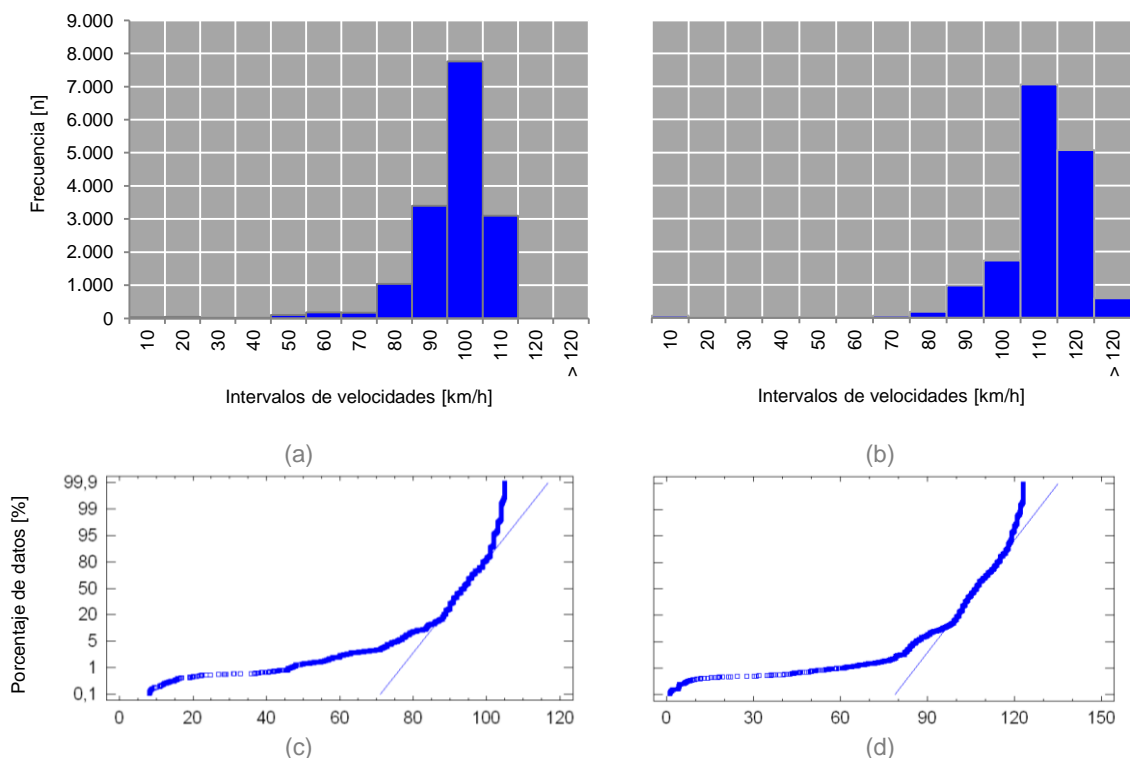 9.000
8.000
7.000
6.000
5.000
4.000
3.000
2.000
1.000
0
Frecuencia [n]
10 20 30 40 50 60 70 80 90 100 110 120 > 120
Intervalos de velocidades [km/h]
(a)
10 20 30 40 50 60 70 80 90 100 110 120 > 120
Intervalos de velocidades [km/h]
(b)
Porcentaje de datos [%]
99,9
99
95
80
50
20
5
1
0,1
0 20 40 60 80 100 120
(c)
0 30 60 90 120 150
(d)